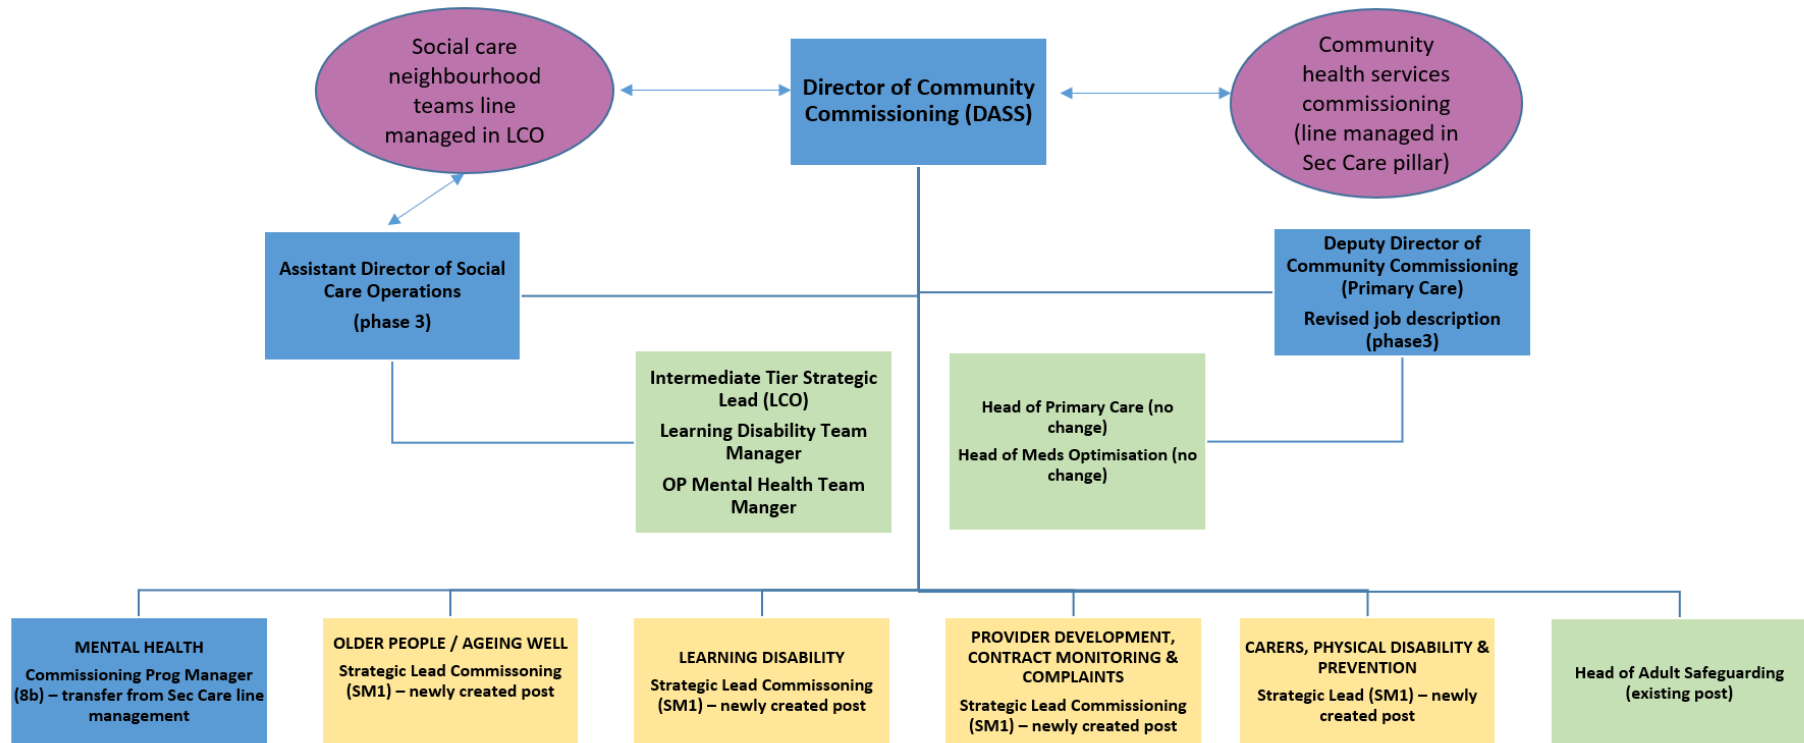 Social care
neighbourhood
teams line
managed in LCO
Director of Community
Commissioning (DASS)
Community
health services
commissioning
(line managed in
Sec Care pillar)
Assistant Director of Social
Care Operations
(phase 3)
Deputy Director of
Community Commissioning
(Primary Care)
Revised job description
(phase3)
Intermediate Tier Strategic
Lead (LCO)
Learning Disability Team
Manager
OP Mental Health Team
Manger
Head of Primary Care (no
change)
Head of Meds Optimisation (no
change)
MENTAL HEALTH
Commissioning Prog Manager
(8b) – transfer from Sec Care line
management
OLDER PEOPLE / AGEING WELL
Strategic Lead Commissoning
(SM1) – newly created post
LEARNING DISABILITY
Strategic Lead Commissoning
(SM1) – newly created post
PROVIDER DEVELOPMENT,
CONTRACT MONITORING &
COMPLAINTS
Strategic Lead Commissioning
(SM1) – newly created post
CARERS, PHYSICAL DISABILITY &
PREVENTION
Strategic Lead (SM1) – newly
created post
Head of Adult Safeguarding
(existing post)